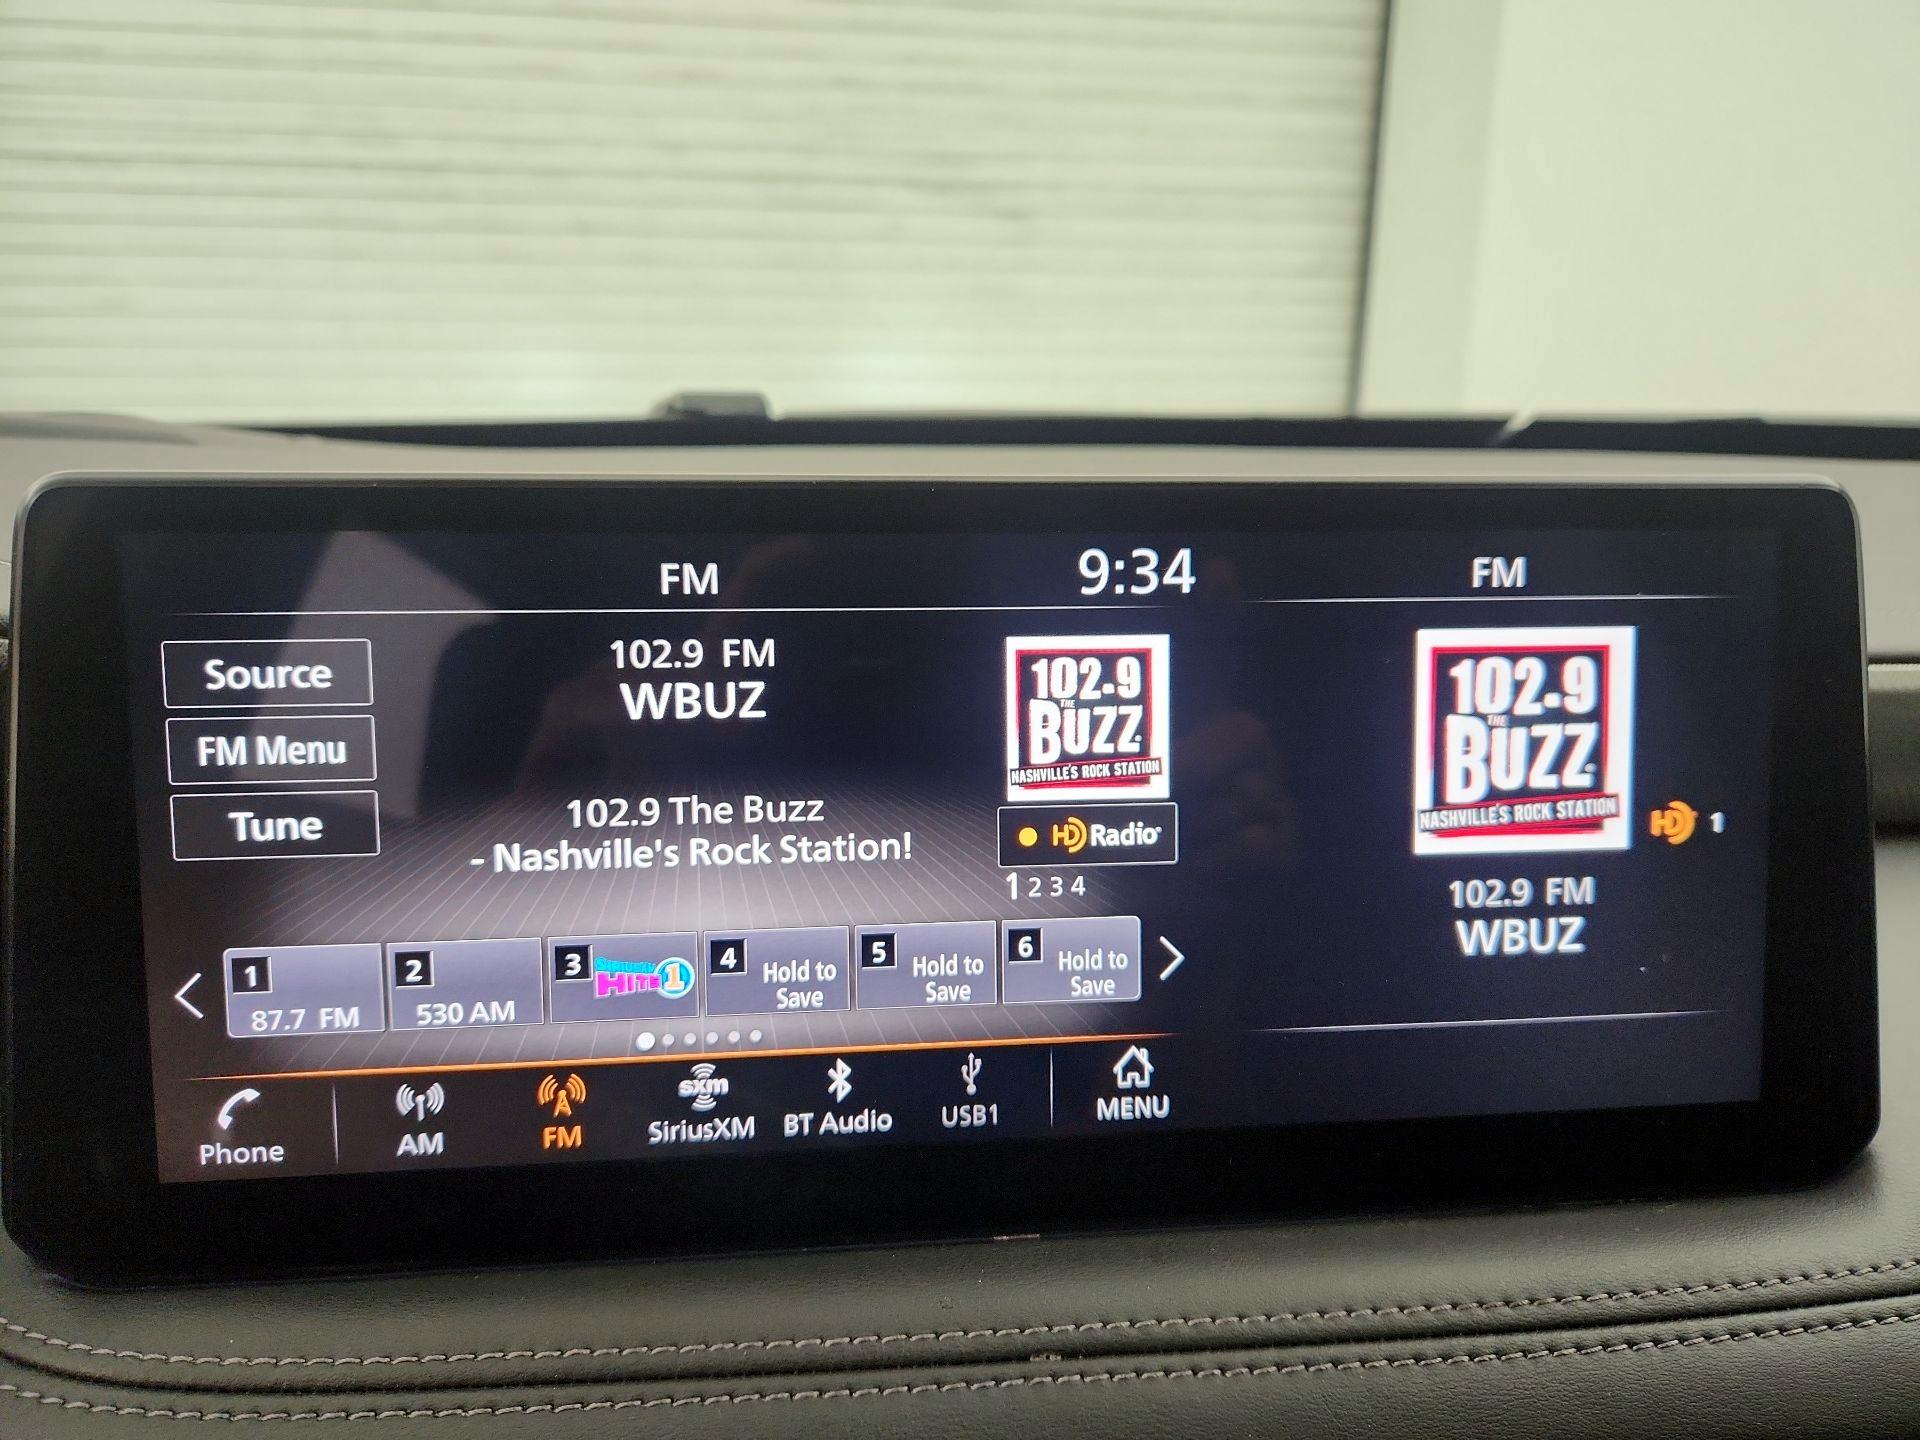 FM
9:34
FM
Source
FM Menu
Tune
102.9 FM
WBUZ
102.9 The Buzz
- Nashville's Rock Station!
102.9
THE
BUZZ
NASHVILLE'S ROCK STATION
HD Radio
1 2 3 4
102.9
THE
BUZZ
NASHVILLE'S ROCK STATION
HD 1
102.9 FM
WBUZ
1
87.7 FM
2
530 AM
3
SIRIUSXM
HITS 1
4
Hold to
Save
5
Hold to
Save
6
Hold to
Save
Phone
AM
FM
sxm
SiriusXM
BT Audio
USB1
MENU